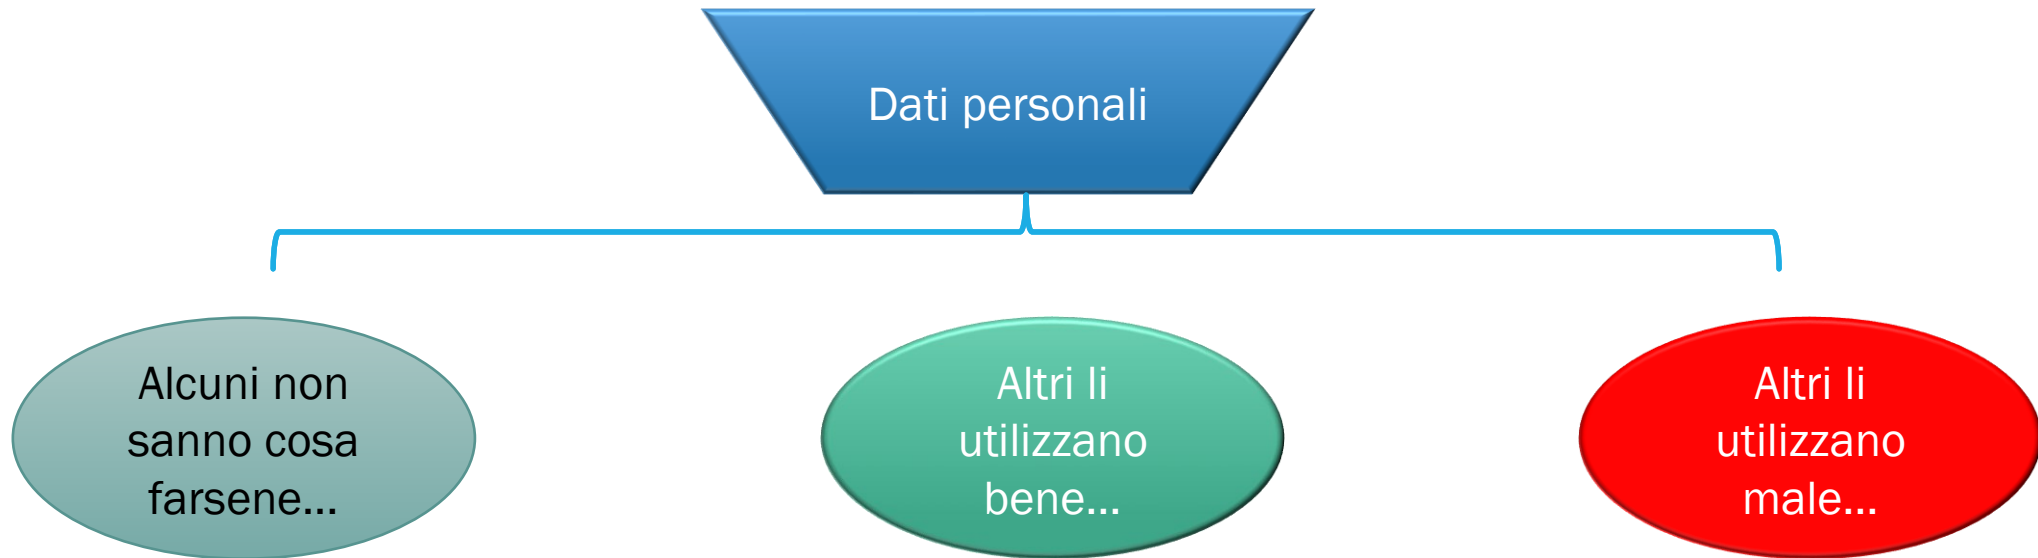 Dati personali
Alcuni non
sanno cosa
farsene...
Altri li
utilizzano
bene...
Altri li
utilizzano
male...